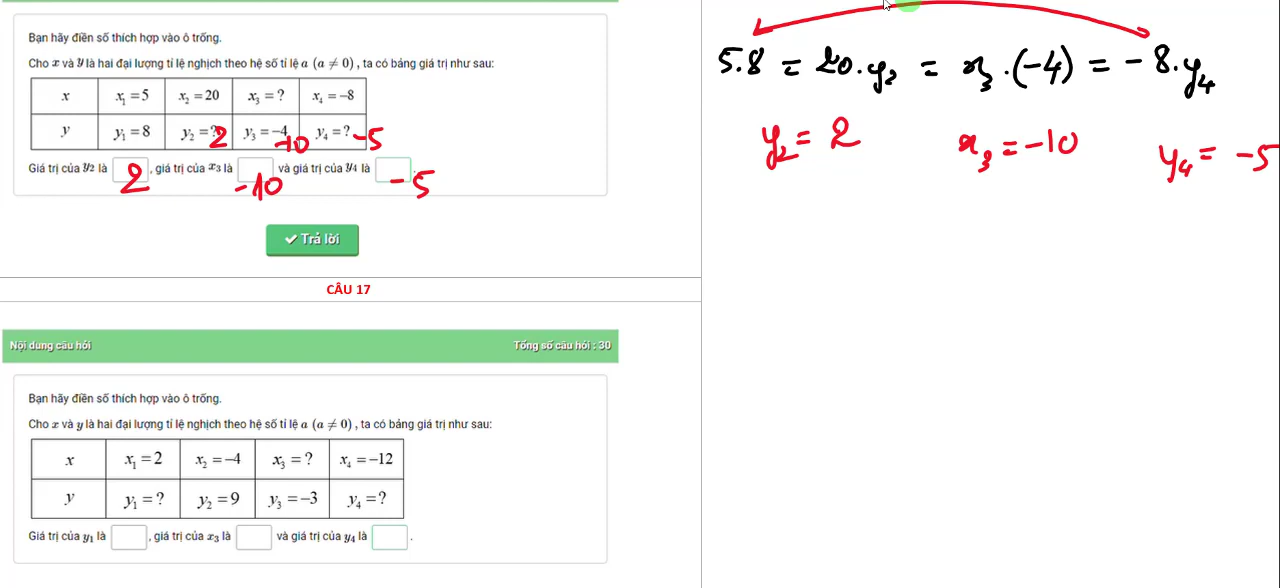 Bạn hãy điền số thích hợp vào ô trống.
Cho x và y là hai đại lượng tỉ lệ nghịch theo hệ số tỉ lệ a (a ≠ 0), ta có bảng giá trị như sau:
x x₁ = 5 x₂ = 20 x₃ = ? x₄ = −8
y y₁ = 8 y₂ = ? 2 y₃ = −4 -10 y₄ = ? -5
Giá trị của y₂ là 2, giá trị của x₃ là -10 và giá trị của y₄ là -5.
✔ Trả lời
CÂU 17
Nội dung câu hỏi Tổng số câu hỏi : 30
Bạn hãy điền số thích hợp vào ô trống.
Cho x và y là hai đại lượng tỉ lệ nghịch theo hệ số tỉ lệ a (a ≠ 0), ta có bảng giá trị như sau:
x x₁ = 2 x₂ = −4 x₃ = ? x₄ = −12
y y₁ = ? y₂ = 9 y₃ = −3 y₄ = ?
Giá trị của y₁ là , giá trị của x₃ là và giá trị của y₄ là .
5.8 = 20.y₂ = x₃.(-4) = -8.y₄
y₂ = 2 x₃ = -10 y₄ = -5